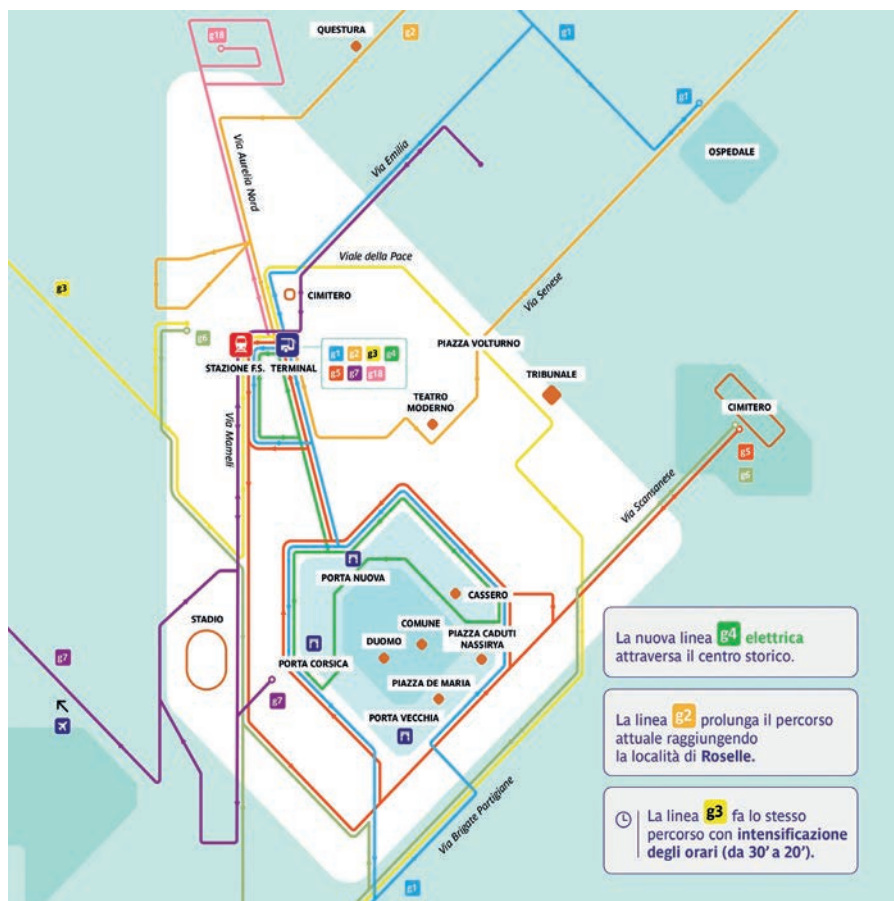 g18
QUESTURA
g2
g1
g1
OSPEDALE
Via Aurelia Nord
Via Emilia
Viale della Pace
g3
CIMITERO
Via Senese
g6
STAZIONE F.S.
TERMINAL
g1 g2 g3 g4
g5 g7 g18
PIAZZA VOLTURNO
TRIBUNALE
TEATRO
MODERNO
CIMITERO
g5
g6
Via Mameli
Via Scansanese
PORTA NUOVA
CASSERO
STADIO
COMUNE
DUOMO
PIAZZA CADUTI
NASSIRYA
PORTA CORSICA
g7
g7
PIAZZA DE MARIA
PORTA VECCHIA
Via Brigate Partigiane
g1
La nuova linea g4 elettrica
attraversa il centro storico.
La linea g2 prolunga il percorso
attuale raggiungendo
la località di Roselle.
La linea g3 fa lo stesso
percorso con intensificazione
degli orari (da 30' a 20').